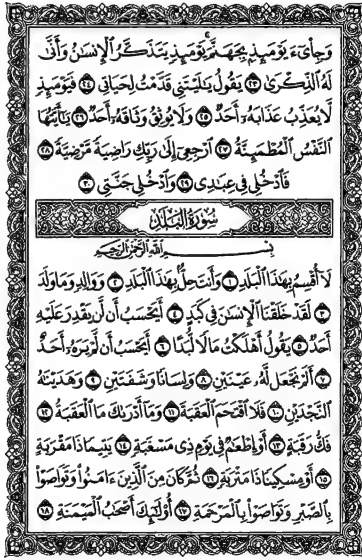 وَجِاْىٓءَ يَوْمَئِذِۭ بِجَهَنَّمَ يَوْمَئِذٍ يَتَذَكَّرُ ٱلْإِنسَٰنُ وَأَنَّىٰ
لَهُ ٱلذِّكْرَىٰ ٢٣ يَقُولُ يَٰلَيْتَنِى قَدَّمْتُ لِحَيَاتِى ٢٤ فَيَوْمَئِذٍ
لَّا يُعَذِّبُ عَذَابَهُۥٓ أَحَدٌ ٢٥ وَلَا يُوثِقُ وَثَاقَهُۥٓ أَحَدٌ ٢٦ يَٰٓأَيَّتُهَا
ٱلنَّفْسُ ٱلْمُطْمَئِنَّةُ ٢٧ ٱرْجِعِىٓ إِلَىٰ رَبِّكِ رَاضِيَةً مَّرْضِيَّةً ٢٨
فَٱدْخُلِى فِى عِبَٰدِى ٢٩ وَٱدْخُلِى جَنَّتِى ٣٠
سُورَةُ ٱلْبَلَدِ
بِسْمِ ٱللَّهِ ٱلرَّحْمَٰنِ ٱلرَّحِيمِ
لَآ أُقْسِمُ بِهَٰذَا ٱلْبَلَدِ ١ وَأَنتَ حِلٌّۢ بِهَٰذَا ٱلْبَلَدِ ٢ وَوَالِدٍ وَمَا وَلَدَ
٣ لَقَدْ خَلَقْنَا ٱلْإِنسَٰنَ فِى كَبَدٍ ٤ أَيَحْسَبُ أَن لَّن يَقْدِرَ عَلَيْهِ
أَحَدٌ ٥ يَقُولُ أَهْلَكْتُ مَالًا لُّبَدًا ٦ أَيَحْسَبُ أَن لَّمْ يَرَهُۥٓ أَحَدٌ
٧ أَلَمْ نَجْعَل لَّهُۥ عَيْنَيْنِ ٨ وَلِسَانًا وَشَفَتَيْنِ ٩ وَهَدَيْنَٰهُ
ٱلنَّجْدَيْنِ ١٠ فَلَا ٱقْتَحَمَ ٱلْعَقَبَةَ ١١ وَمَآ أَدْرَىٰكَ مَا ٱلْعَقَبَةُ ١٢
فَكُّ رَقَبَةٍ ١٣ أَوْ إِطْعَٰمٌ فِى يَوْمٍ ذِى مَسْغَبَةٍ ١٤ يَتِيمًا ذَا مَقْرَبَةٍ
١٥ أَوْ مِسْكِينًا ذَا مَتْرَبَةٍ ١٦ ثُمَّ كَانَ مِنَ ٱلَّذِينَ ءَامَنُوا۟ وَتَوَاصَوْا۟
بِٱلصَّبْرِ وَتَوَاصَوْا۟ بِٱلْمَرْحَمَةِ ١٧ أُو۟لَٰٓئِكَ أَصْحَٰبُ ٱلْمَيْمَنَةِ ١٨